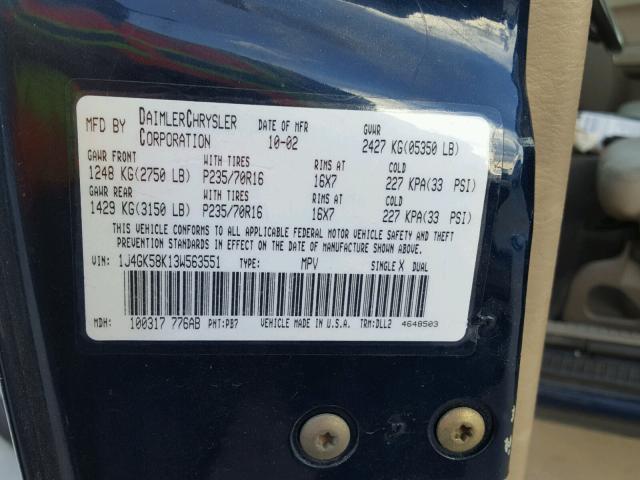 MFD BY DAIMLERCHRYSLER CORPORATION DATE OF MFR 10-02 GVWR 2427 KG(05350 LB)
GAWR FRONT WITH TIRES RIMS AT COLD
1248 KG(2750 LB) P235/70R16 16X7 227 KPA(33 PSI)
GAWR REAR WITH TIRES RIMS AT COLD
1429 KG(3150 LB) P235/70R16 16X7 227 KPA(33 PSI)
THIS VEHICLE CONFORMS TO ALL APPLICABLE FEDERAL MOTOR VEHICLE SAFETY AND THEFT
PREVENTION STANDARDS IN EFFECT ON THE DATE OF MANUFACTURE SHOWN ABOVE.
VIN: 1J4GK58K13W563551 TYPE: MPV SINGLE X DUAL
MDH: 100317 776AB PNT:PB7 VEHICLE MADE IN U.S.A. TRM:DLL2 4648503